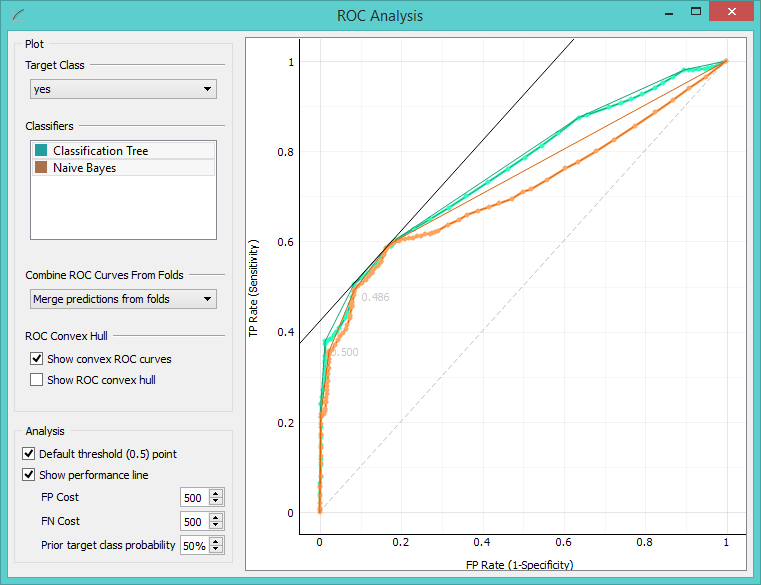 ROC Analysis
Plot
Target Class
yes
Classifiers
Classification Tree
Naive Bayes
Combine ROC Curves From Folds
Merge predictions from folds
ROC Convex Hull
Show convex ROC curves
Show ROC convex hull
Analysis
Default threshold (0.5) point
Show performance line
FP Cost 500
FN Cost 500
Prior target class probability 50%
TP Rate (Sensitivity)
1
0.8
0.6
0.4
0.2
0
0.486
0.500
0 0.2 0.4 0.6 0.8 1
FP Rate (1-Specificity)